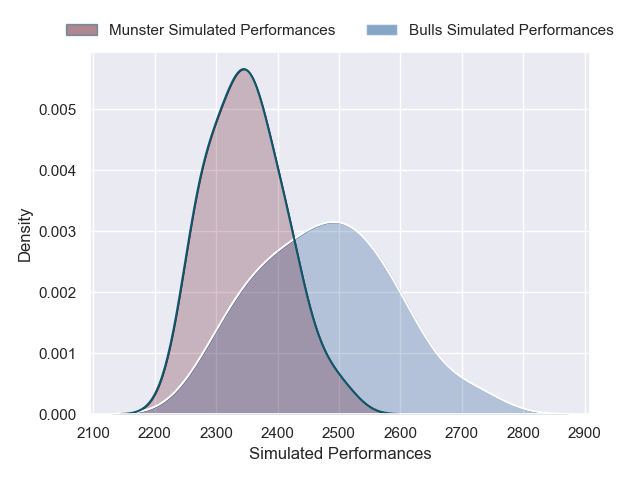 Munster Simulated Performances Bulls Simulated Performances
0.005
0.004
0.003
0.002
0.001
0.000
Density
2100 2200 2300 2400 2500 2600 2700 2800 2900
Simulated Performances